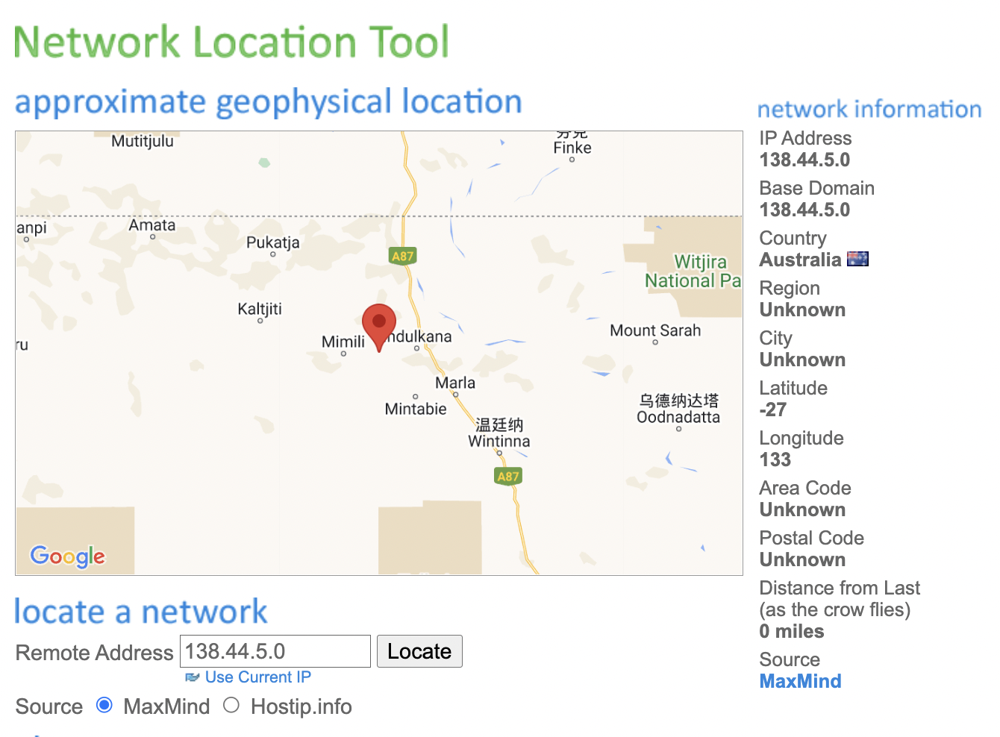 Network Location Tool
approximate geophysical location
Mutitjulu
Finke
anpi
Amata
Pukatja
A87
Witjira
National Pa
Kaltjiti
ru
Mimili
ndulkana
Mount Sarah
Marla
Mintabie
乌德纳达塔
Oodnadatta
温廷纳
Wintinna
A87
Google
network information
IP Address
138.44.5.0
Base Domain
138.44.5.0
Country
Australia
Region
Unknown
City
Unknown
Latitude
-27
Longitude
133
Area Code
Unknown
Postal Code
Unknown
Distance from Last
(as the crow flies)
0 miles
Source
MaxMind
locate a network
Remote Address 138.44.5.0 Locate
Use Current IP
Source MaxMind Hostip.info